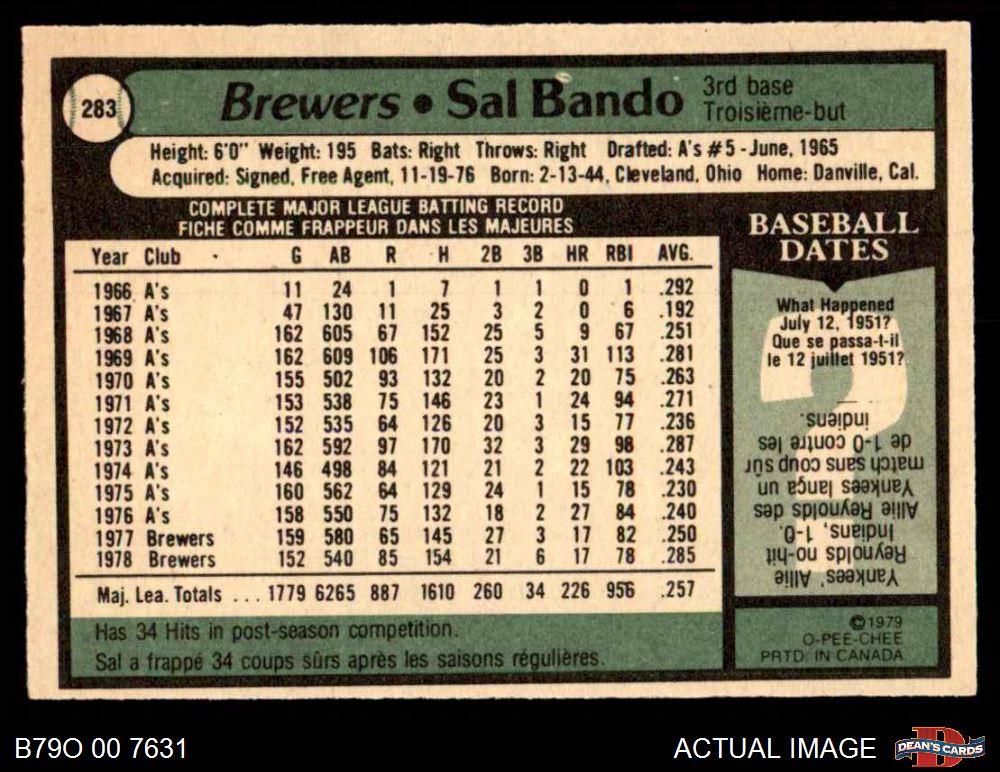 283
Brewers • Sal Bando
3rd base
Troisième-but
Height: 6'0" Weight: 195 Bats: Right Throws: Right Drafted: A's #5 - June, 1965
Acquired: Signed, Free Agent, 11-19-76 Born: 2-13-44, Cleveland, Ohio Home: Danville, Cal.
COMPLETE MAJOR LEAGUE BATTING RECORD
FICHE COMME FRAPPEUR DANS LES MAJEURES
Year Club G AB R H 2B 3B HR RBI AVG.
1966 A's 11 24 1 7 1 1 0 1 .292
1967 A's 47 130 11 25 3 2 0 6 .192
1968 A's 162 605 67 152 25 5 9 67 .251
1969 A's 162 609 106 171 25 3 31 113 .281
1970 A's 155 502 93 132 20 2 20 75 .263
1971 A's 153 538 75 146 23 1 24 94 .271
1972 A's 152 535 64 126 20 3 15 77 .236
1973 A's 162 592 97 170 32 3 29 98 .287
1974 A's 146 498 84 121 21 2 22 103 .243
1975 A's 160 562 64 129 24 1 15 78 .230
1976 A's 158 550 75 132 18 2 27 84 .240
1977 Brewers 159 580 65 145 27 3 17 82 .250
1978 Brewers 152 540 85 154 21 6 17 78 .285
Maj. Lea. Totals ... 1779 6265 887 1610 260 34 226 956 .257
Has 34 Hits in post-season competition.
Sal a frappé 34 coups sûrs après les saisons régulières.
BASEBALL
DATES
What Happened
July 12, 1951?
Que se passa-t-il
le 12 juillet 1951?
Yankees' Allie
Reynolds no-hit
Indians, 1-0.
Allie Reynolds des
Yankees lança un
match sans coup sûr
de 1-0 contre les
Indiens.
©1979
O-PEE-CHEE
PRTD. IN CANADA
B79O 00 7631
ACTUAL IMAGE
D
DEAN'S CARDS